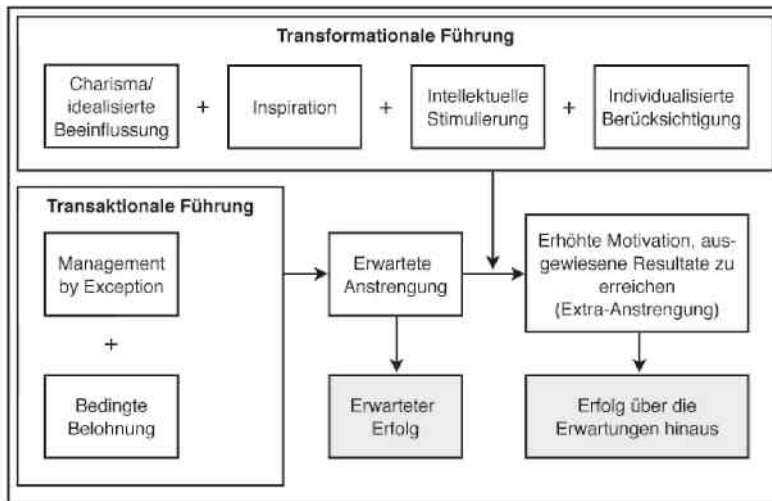 Transformationale Führung
Charisma/
idealisierte
Beeinflussung
+
Inspiration
+
Intellektuelle
Stimulierung
+
Individualisierte
Berücksichtigung
Transaktionale Führung
Management
by Exception
+
Bedingte
Belohnung
Erwartete
Anstrengung
Erhöhte Motivation, aus-
gewiesene Resultate zu
erreichen
(Extra-Anstrengung)
Erwarteter
Erfolg
Erfolg über die
Erwartungen hinaus